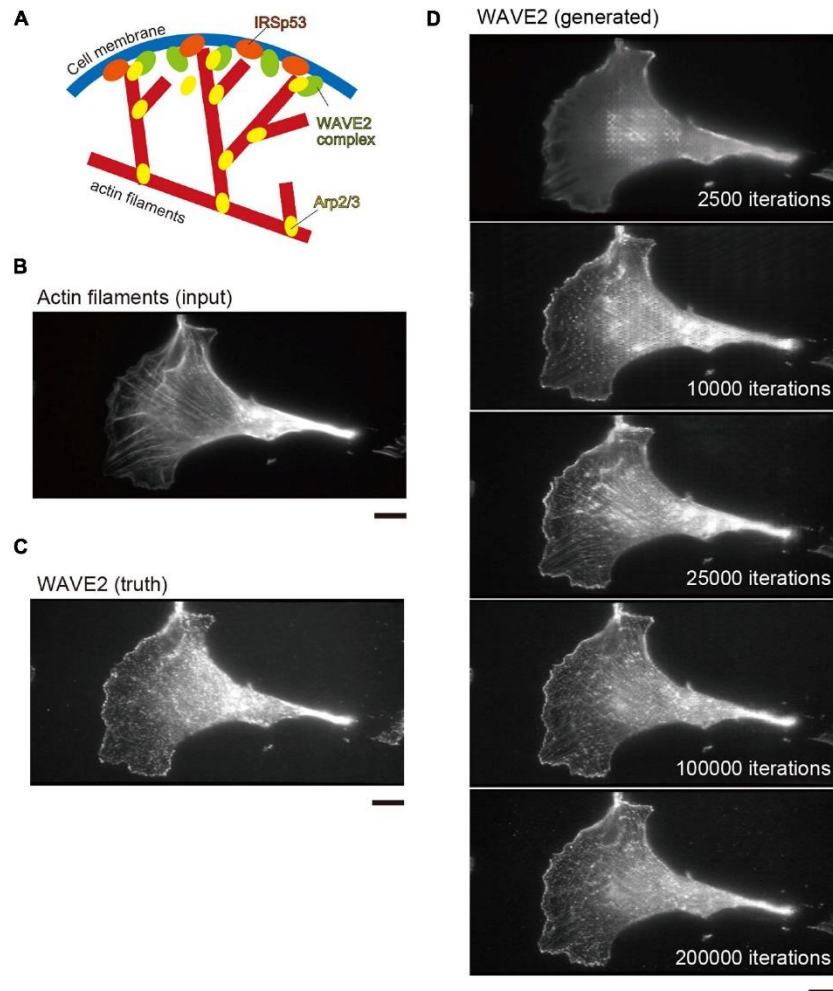 A
Cell membrane
IRSp53
WAVE2
complex
actin filaments
Arp2/3
B
Actin filaments (input)
C
WAVE2 (truth)
D
WAVE2 (generated)
2500 iterations
10000 iterations
25000 iterations
100000 iterations
200000 iterations